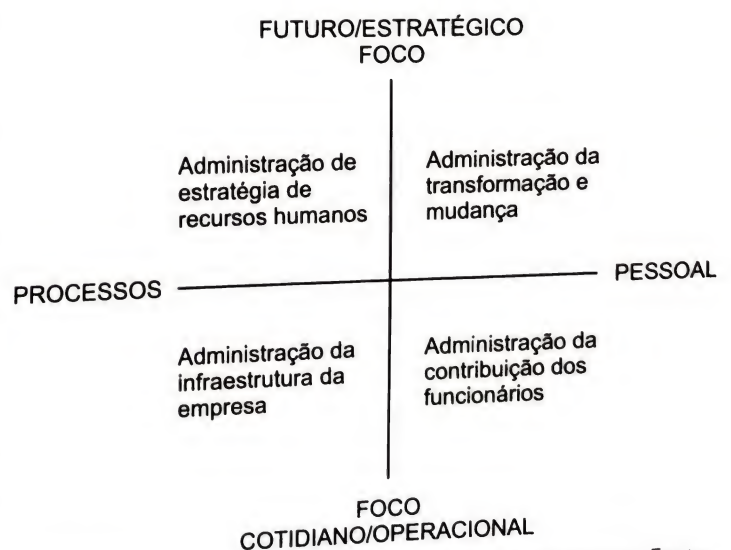 FUTURO/ESTRATÉGICO
FOCO
Administração de
estratégia de
recursos humanos
Administração da
transformação e
mudança
PROCESSOS
PESSOAL
Administração da
infraestrutura da
empresa
Administração da
contribuição dos
funcionários
FOCO
COTIDIANO/OPERACIONAL